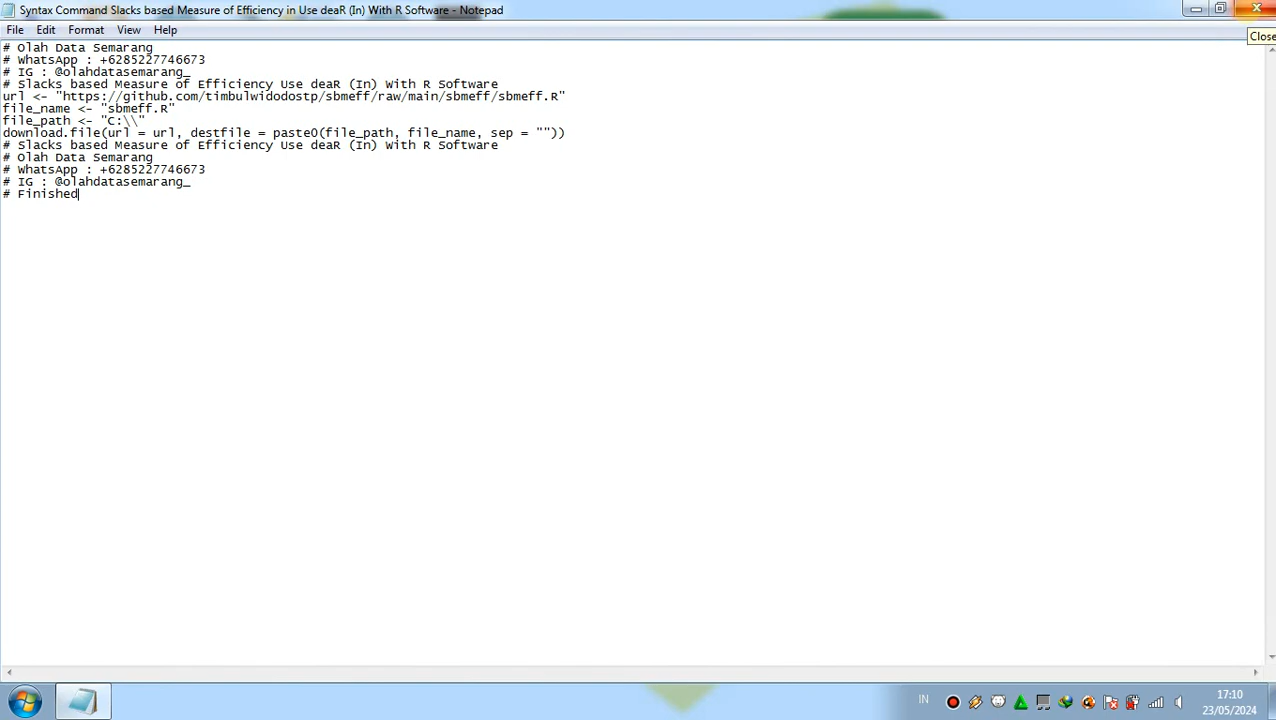 Syntax Command Slacks based Measure of Efficiency in Use deaR (In) With R Software - Notepad
File Edit Format View Help
Close
# Olah Data Semarang
# WhatsApp : +6285227746673
# IG : @olahdatasemarang_
# Slacks based Measure of Efficiency Use deaR (In) With R Software
url <- "https://github.com/timbulwidodostp/sbmeff/raw/main/sbmeff/sbmeff.R"
file_name <- "sbmeff.R"
file_path <- "C:\\"
download.file(url = url, destfile = paste0(file_path, file_name, sep = ""))
# Slacks based Measure of Efficiency Use deaR (In) With R Software
# Olah Data Semarang
# WhatsApp : +6285227746673
# IG : @olahdatasemarang_
# Finished
IN
17:10
23/05/2024